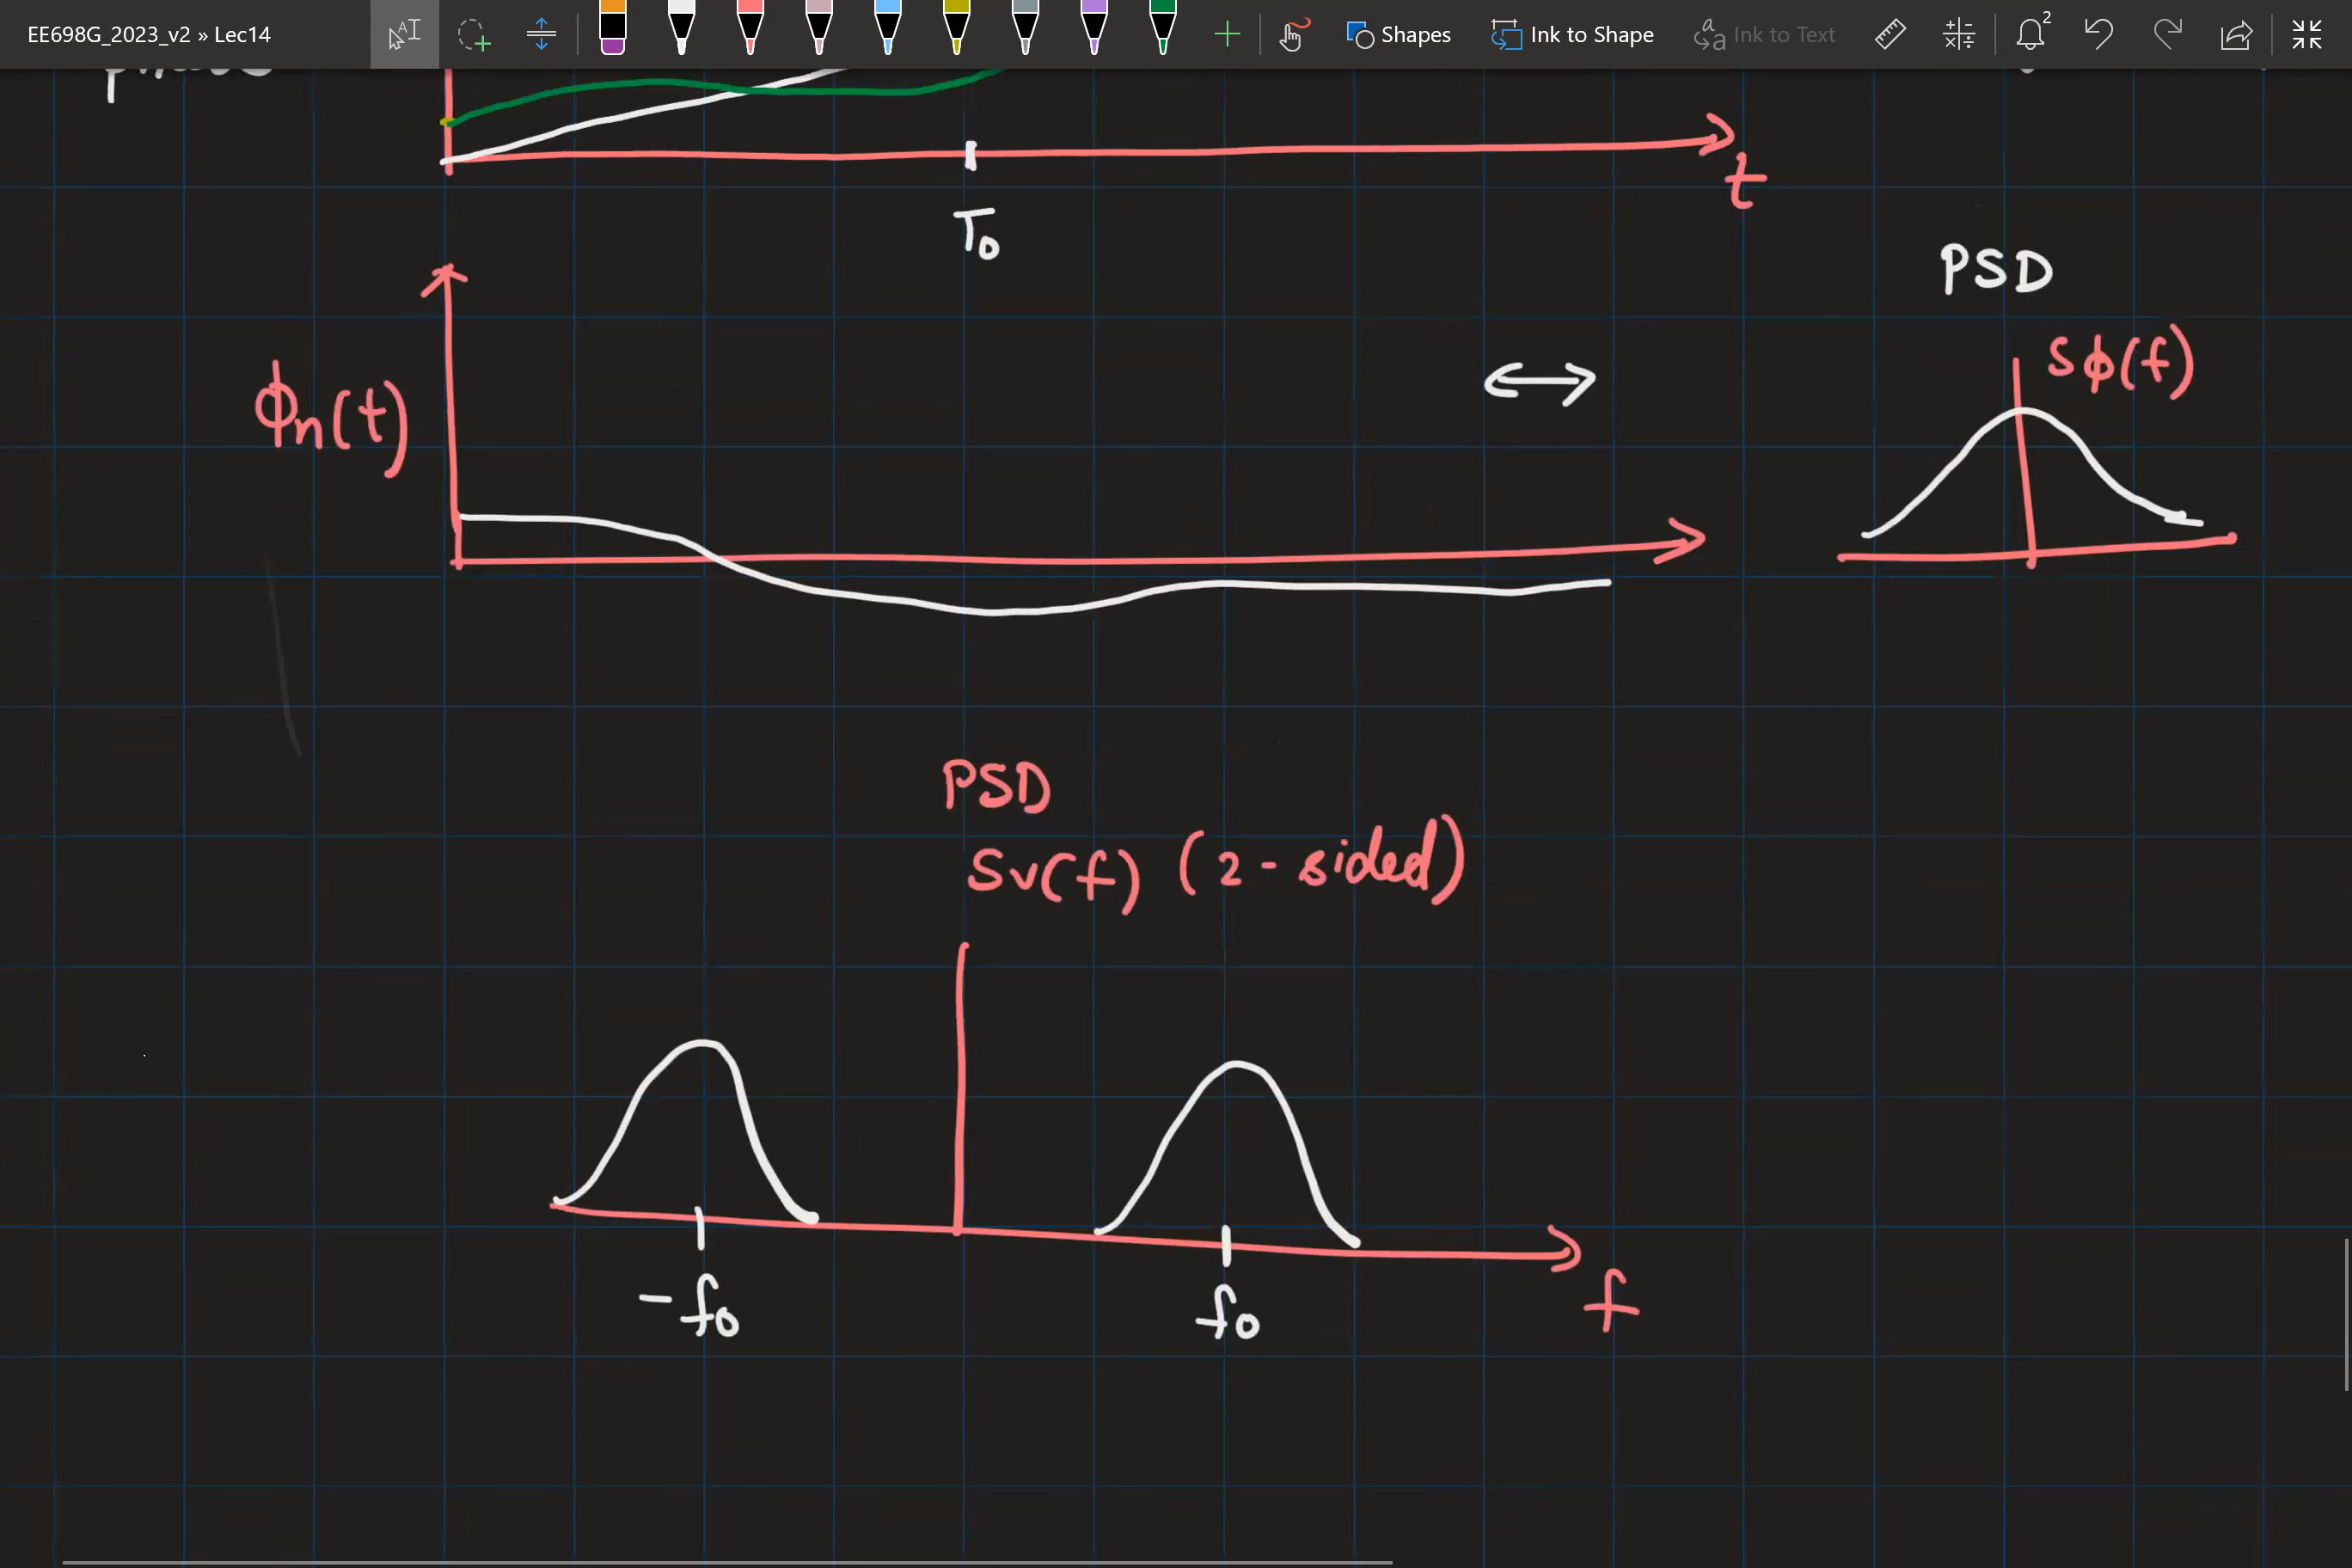 EE698G_2023_v2 » Lec14
Shapes
Ink to Shape
Ink to Text
2
t
T₀
PSD
Sϕ(f)
ϕn(t)
PSD
Sv(f) (2-sided)
-f₀
f₀
f